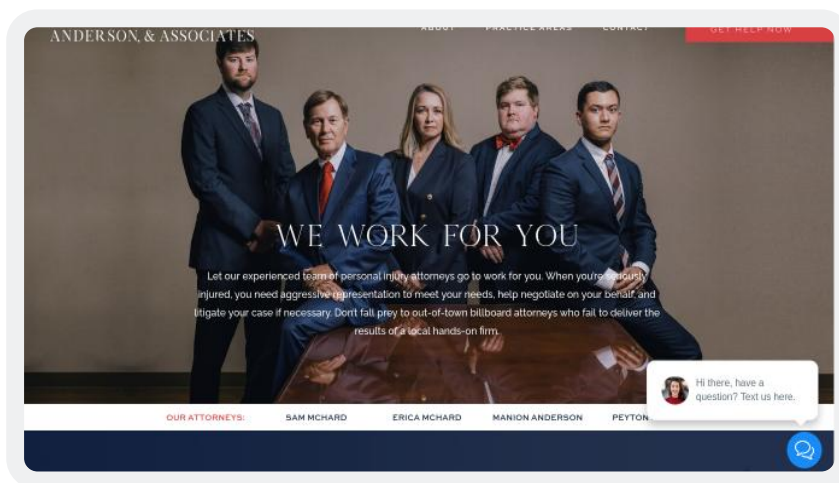 ANDERSON, & ASSOCIATES
ABOUT
PRACTICE AREAS
CONTACT
GET HELP NOW
WE WORK FOR YOU
Let our experienced team of personal injury attorneys go to work for you. When you're seriously
injured, you need aggressive representation to meet your needs, help negotiate on your behalf, and
litigate your case if necessary. Don't fall prey to out-of-town billboard attorneys who fail to deliver the
results of a local hands-on firm.
Hi there, have a
question? Text us here.
OUR ATTORNEYS: SAM MCHARD ERICA MCHARD MANION ANDERSON PEYTON